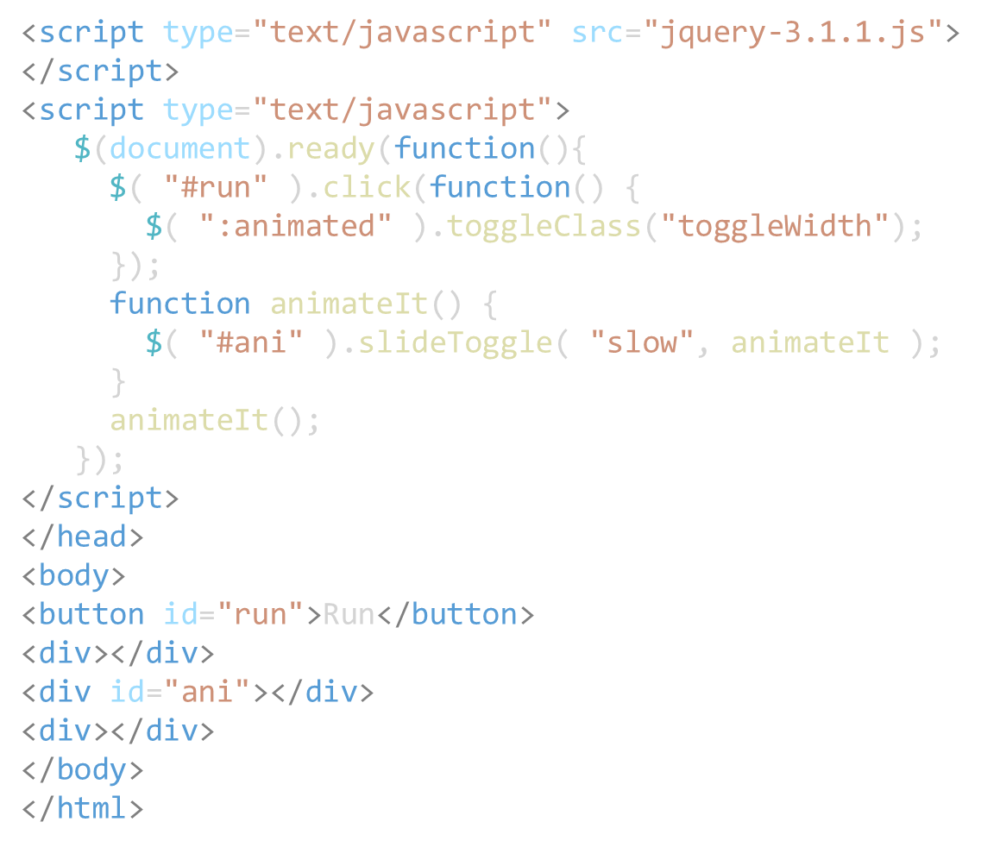 <script type="text/javascript" src="jquery-3.1.1.js">
</script>
<script type="text/javascript">
   $(document).ready(function(){
     $( "#run" ).click(function() {
       $( ":animated" ).toggleClass("toggleWidth");
     });
     function animateIt() {
       $( "#ani" ).slideToggle( "slow", animateIt );
     }
     animateIt();
   });
</script>
</head>
<body>
<button id="run">Run</button>
<div></div>
<div id="ani"></div>
<div></div>
</body>
</html>